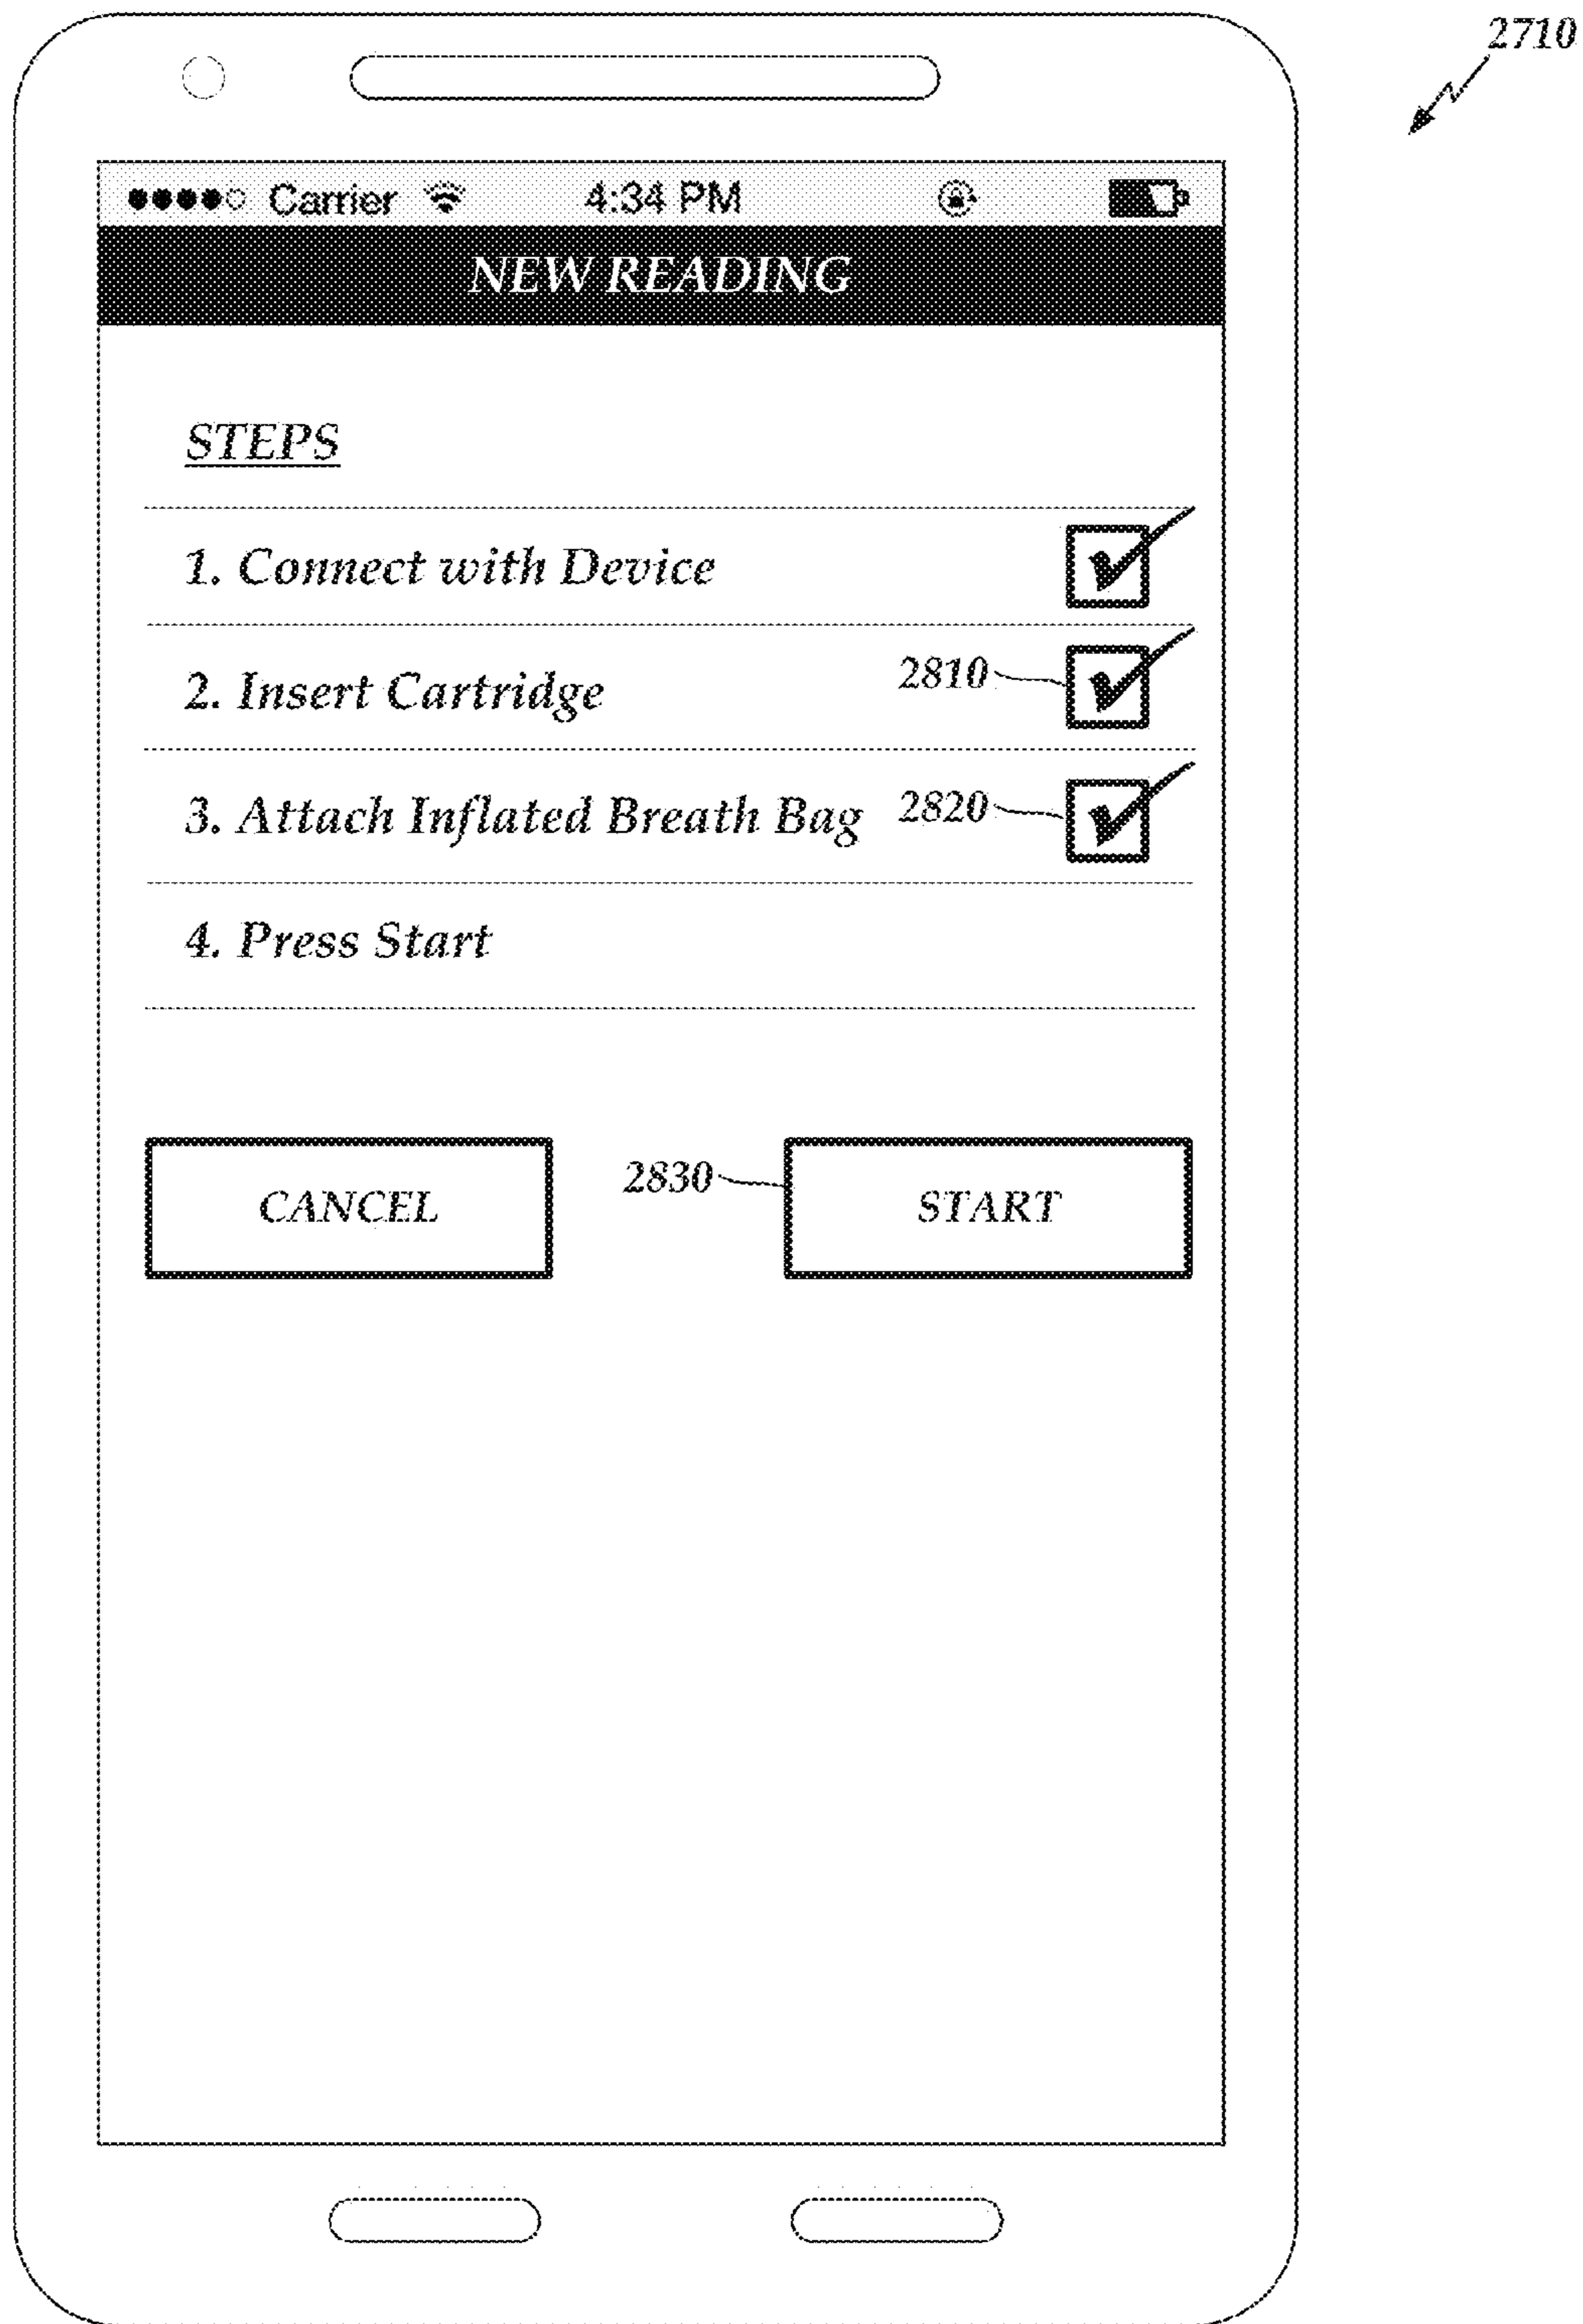 2710
Carrier 4:34 PM
NEW READING
STEPS
1. Connect with Device
2. Insert Cartridge 2810
3. Attach Inflated Breath Bag 2820
4. Press Start
CANCEL 2830 START